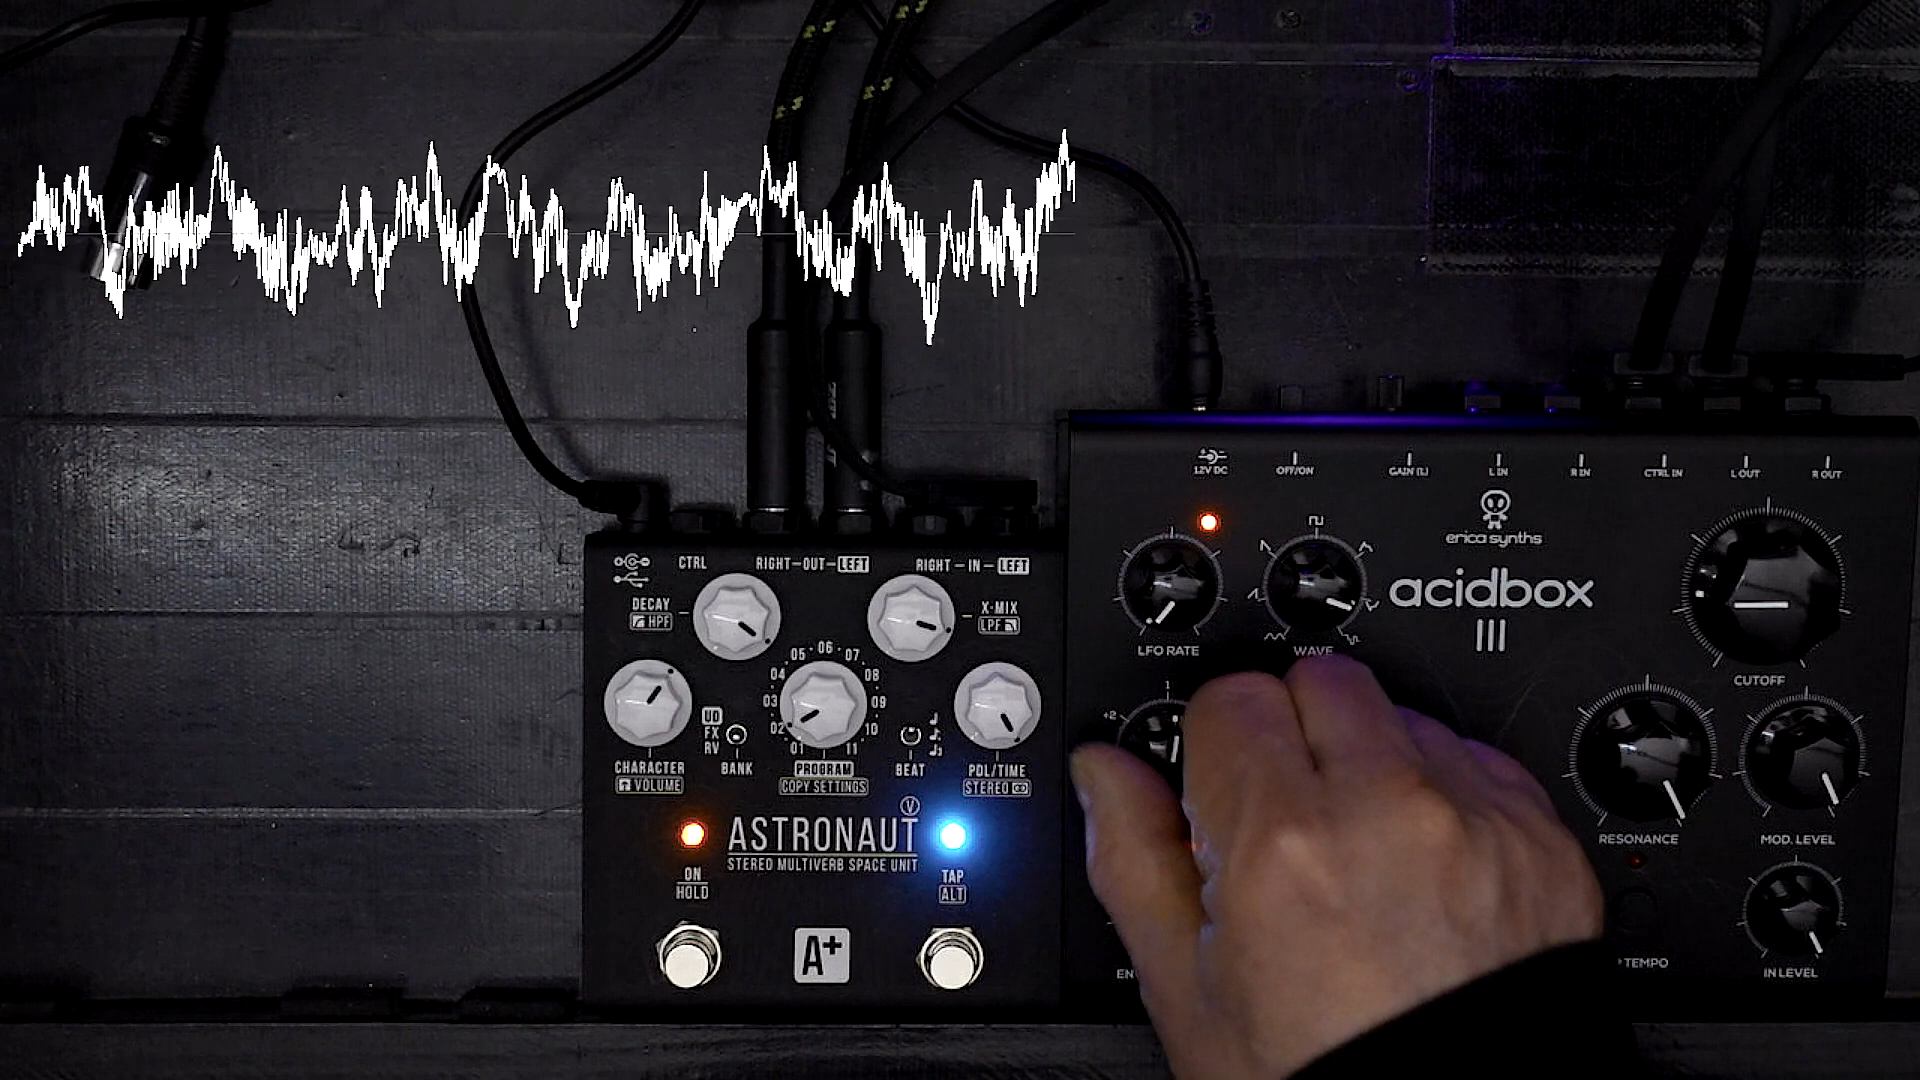 CTRL
RIGHT-OUT-LEFT
RIGHT-IN-LEFT
DECAY
HPF
X-MIX
LPF
05 06 07
04 08
03 09
02 10
01 11
UD
FX
RV
CHARACTER
VOLUME
BANK
PROGRAM
COPY SETTINGS
BEAT
PDL/TIME
STEREO
V
ASTRONAUT
STEREO MULTIVERB SPACE UNIT
ON
HOLD
TAP
ALT
A+
12V DC
OFF/ON
GAIN (L)
L IN
R IN
CTRL IN
L OUT
R OUT
erica synths
acidbox
III
LFO RATE
WAVE
CUTOFF
1
+2
RESONANCE
MOD. LEVEL
EN
TEMPO
IN LEVEL